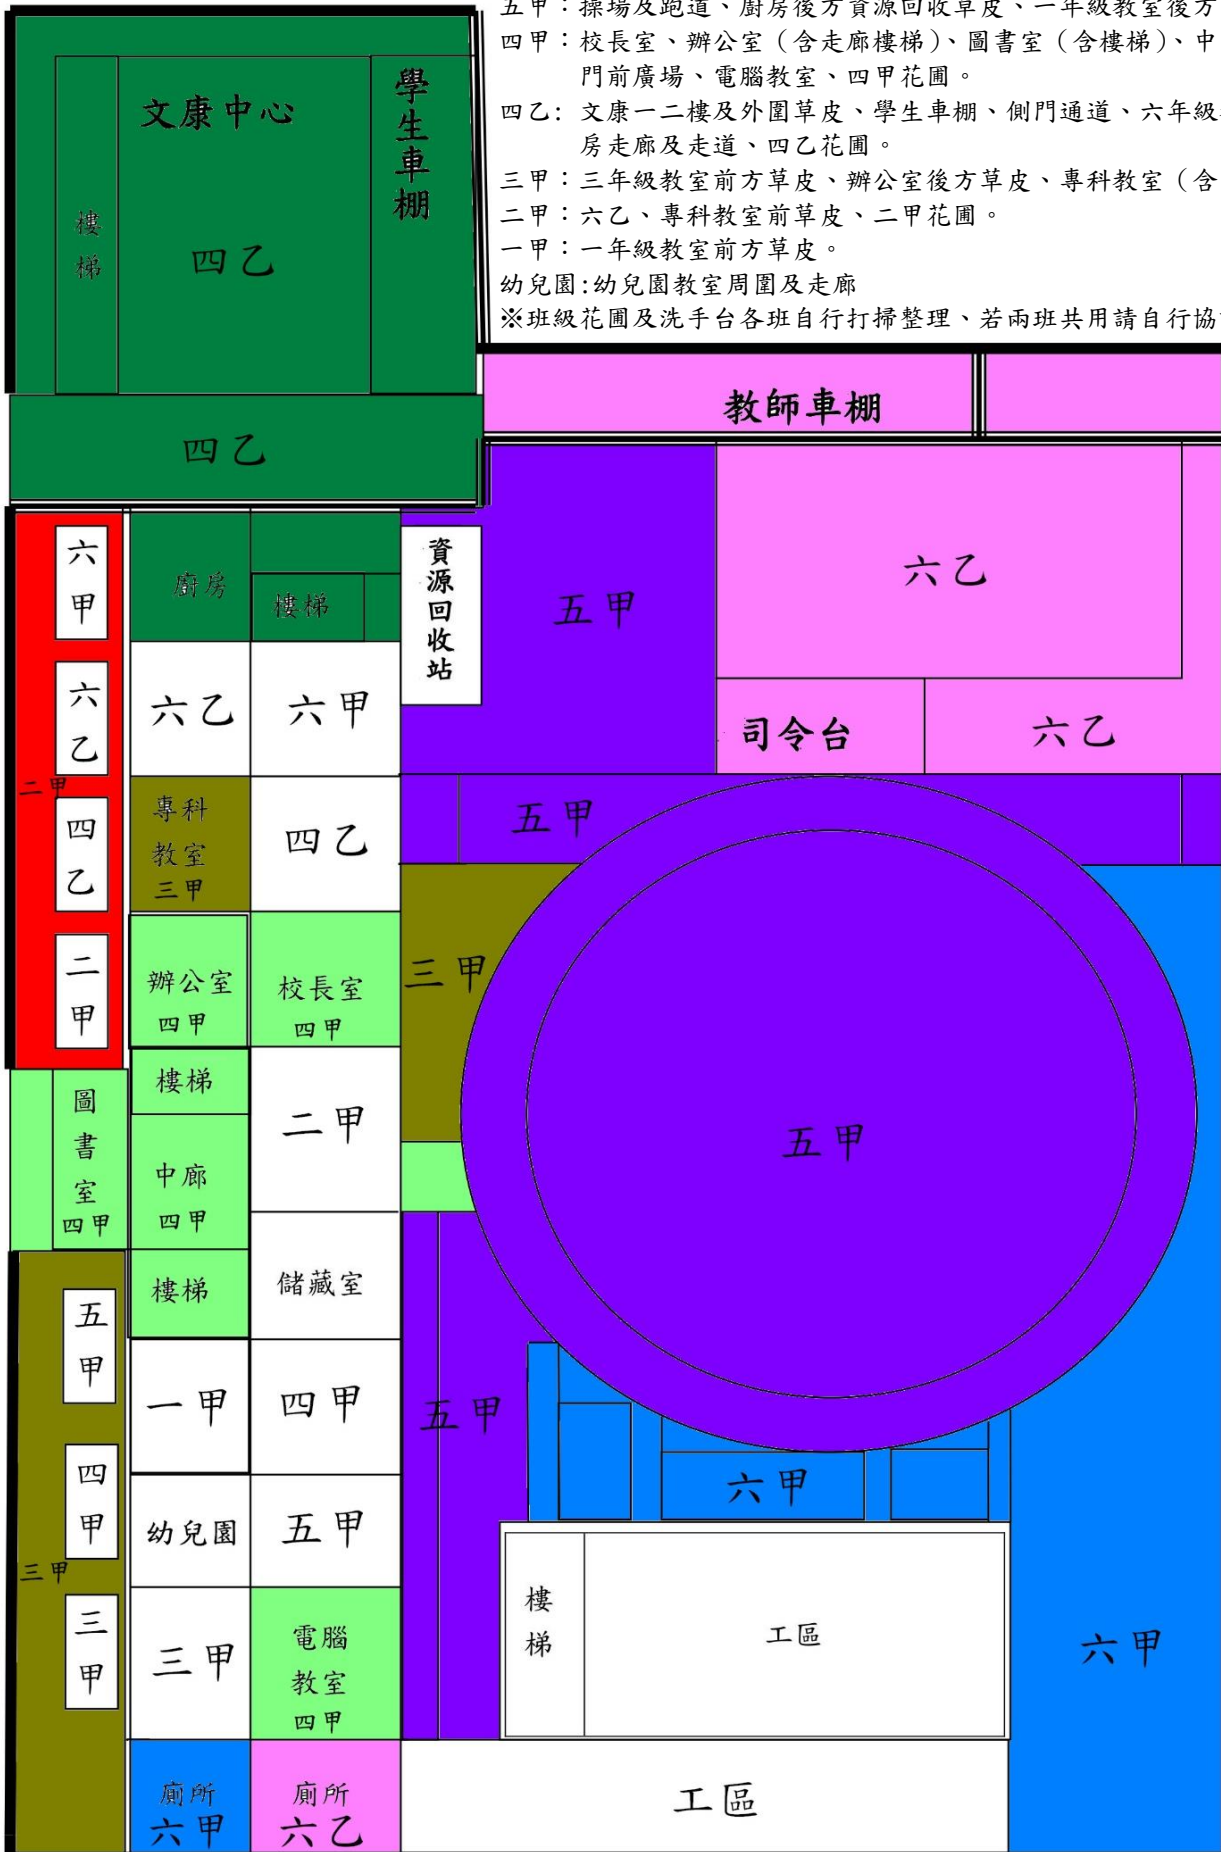 五甲：操場及跑道、廚房後方資源回收草皮、一年級教室後方
四甲：校長室、辦公室（含走廊樓梯）、圖書室（含樓梯）、中
門前廣場、電腦教室、四甲花圃。
四乙: 文康一二樓及外圍草皮、學生車棚、側門通道、六年級
房走廊及走道、四乙花圃。
三甲：三年級教室前方草皮、辦公室後方草皮、專科教室（含
二甲：六乙、專科教室前草皮、二甲花圃。
一甲：一年級教室前方草皮。
幼兒園:幼兒園教室周圍及走廊
※班級花圃及洗手台各班自行打掃整理、若兩班共用請自行協
文康中心
學生車棚
樓梯
四乙
教師車棚
四乙
六甲
廚房
樓梯
資源回收站
五甲
六乙
六乙
六乙
六甲
司令台
六乙
二甲
四乙
專科
教室
三甲
四乙
五甲
二甲
辦公室
四甲
校長室
四甲
三甲
圖書室
四甲
樓梯
中廊
四甲
二甲
五甲
樓梯
儲藏室
五甲
一甲
四甲
五甲
四甲
幼兒園
五甲
六甲
三甲
三甲
三甲
電腦
教室
四甲
樓梯
工區
六甲
廁所
六甲
廁所
六乙
工區